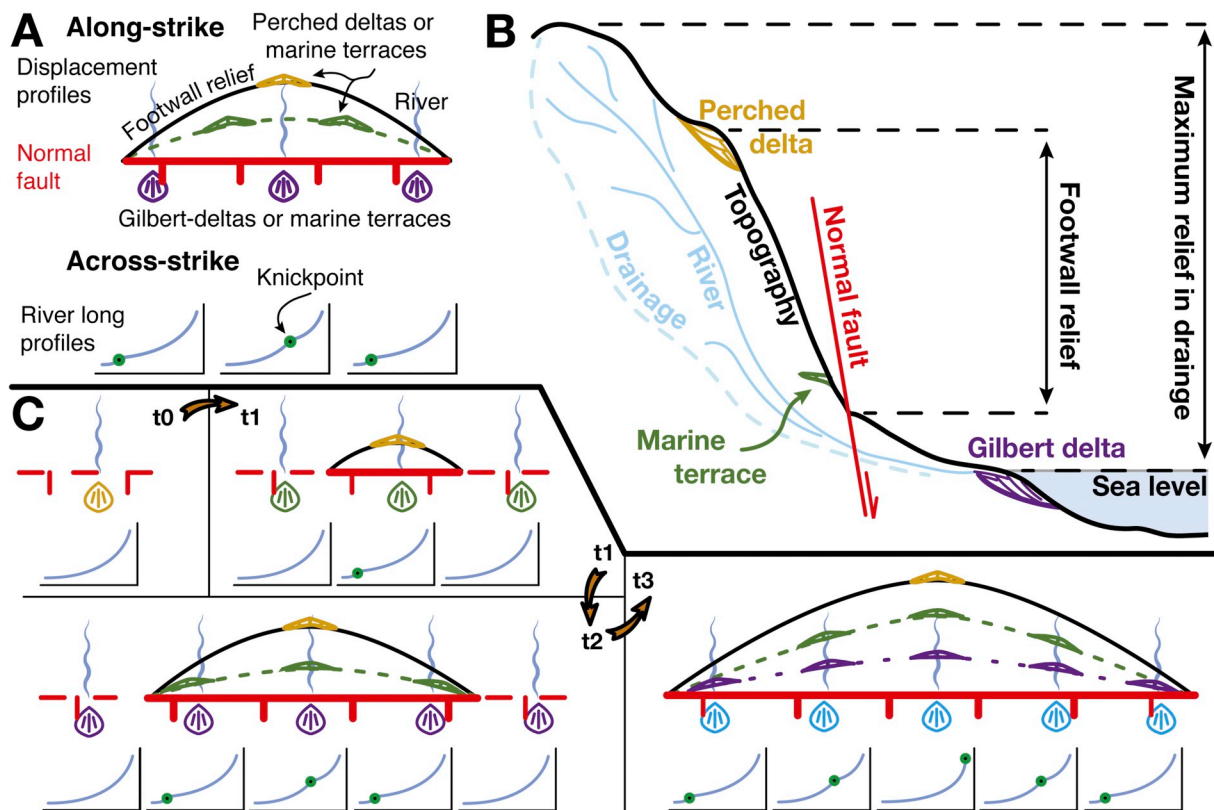 A
Along-strike
Perched deltas or
marine terraces
Displacement
profiles
Footwall relief
River
Normal
fault
Gilbert-deltas or marine terraces
Across-strike
Knickpoint
River long
profiles
B
Perched
delta
Topography
River
Drainage
Normal fault
Footwall relief
Maximum relief in drainge
Marine
terrace
Gilbert delta
Sea level
C
t0
t1
t1
t2
t3